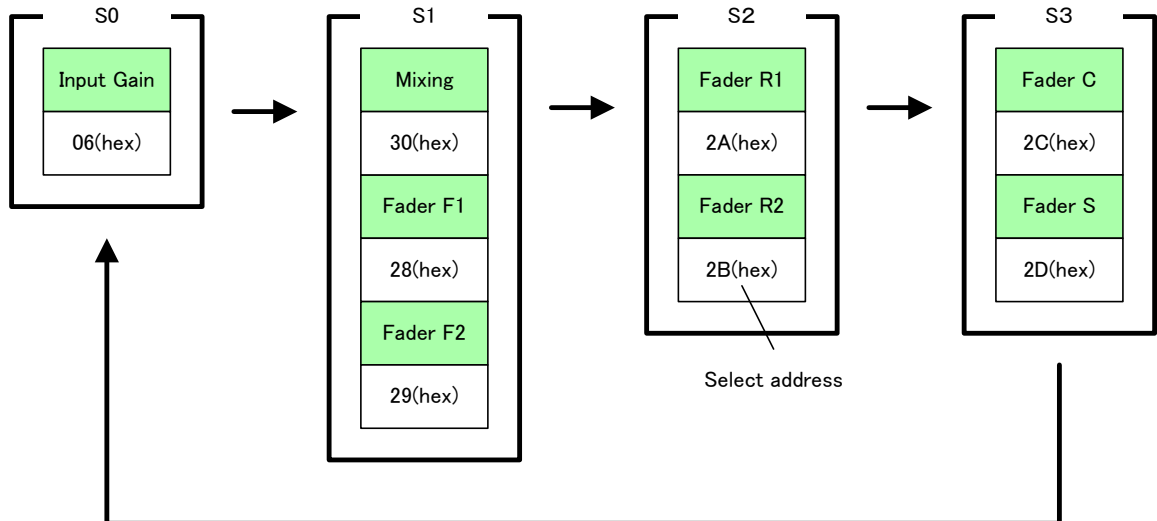 S0
Input Gain
06(hex)
S1
Mixing
30(hex)
Fader F1
28(hex)
Fader F2
29(hex)
S2
Fader R1
2A(hex)
Fader R2
2B(hex)
Select address
S3
Fader C
2C(hex)
Fader S
2D(hex)